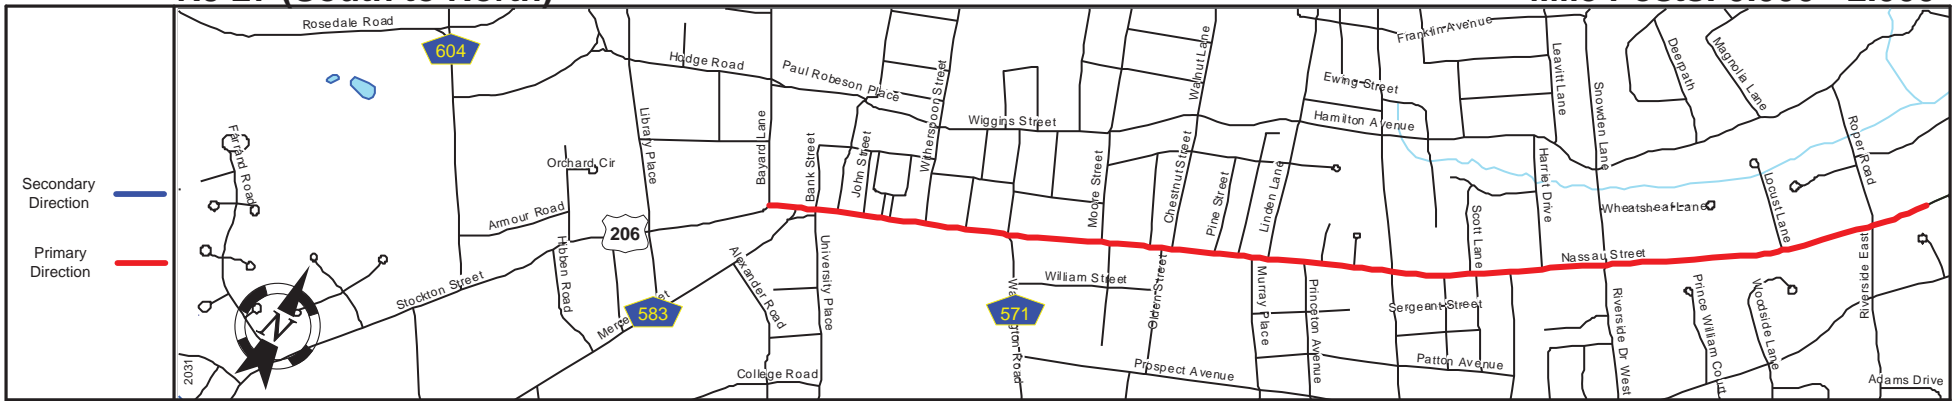 Secondary
Direction
Primary
Direction
Rosedale Road
604
Hodge Road
Paul Robeson Place
Witherspoon Street
Wiggins Street
Walnut Lane
Franklin Avenue
Ewing Street
Hamilton Avenue
Leavitt Lane
Snowden Lane
Deerpath
Magnolia Lane
Roper Road
Farrand Road
Orchard Cir
Library Place
Bayard Lane
Bank Street
John Street
Moore Street
Chestnut Street
Pine Street
Linden Lane
Harriet Drive
Scott Lane
Wheatsheaf Lane
Locust Lane
Armour Road
206
Hibben Road
Stockton Street
Alexander Road
University Place
William Street
Olden Street
Murray Place
Princeton Avenue
Sergeant Street
Nassau Street
Riverside Dr West
Prince William Court
Woodside Lane
Riverside East
N
583
571
College Road
Prospect Avenue
Patton Avenue
Adams Drive
2031